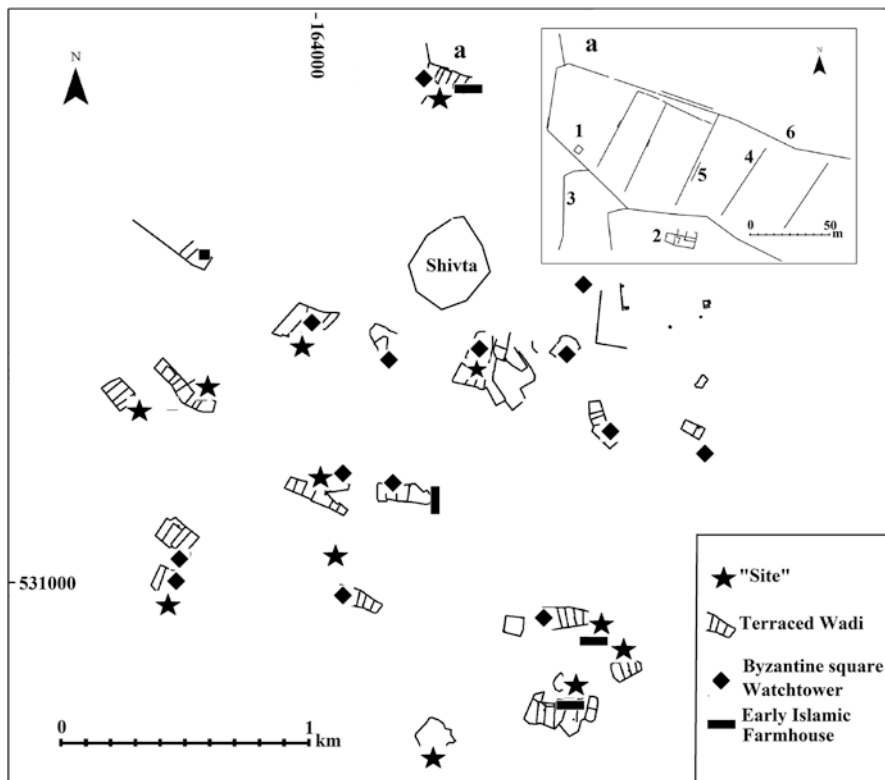 -164000
N
a
a
N
1
6
4
5
3
2
0 50
m
Shivta
531000
"Site"
Terraced Wadi
Byzantine square
Watchtower
Early Islamic
Farmhouse
0 1
km